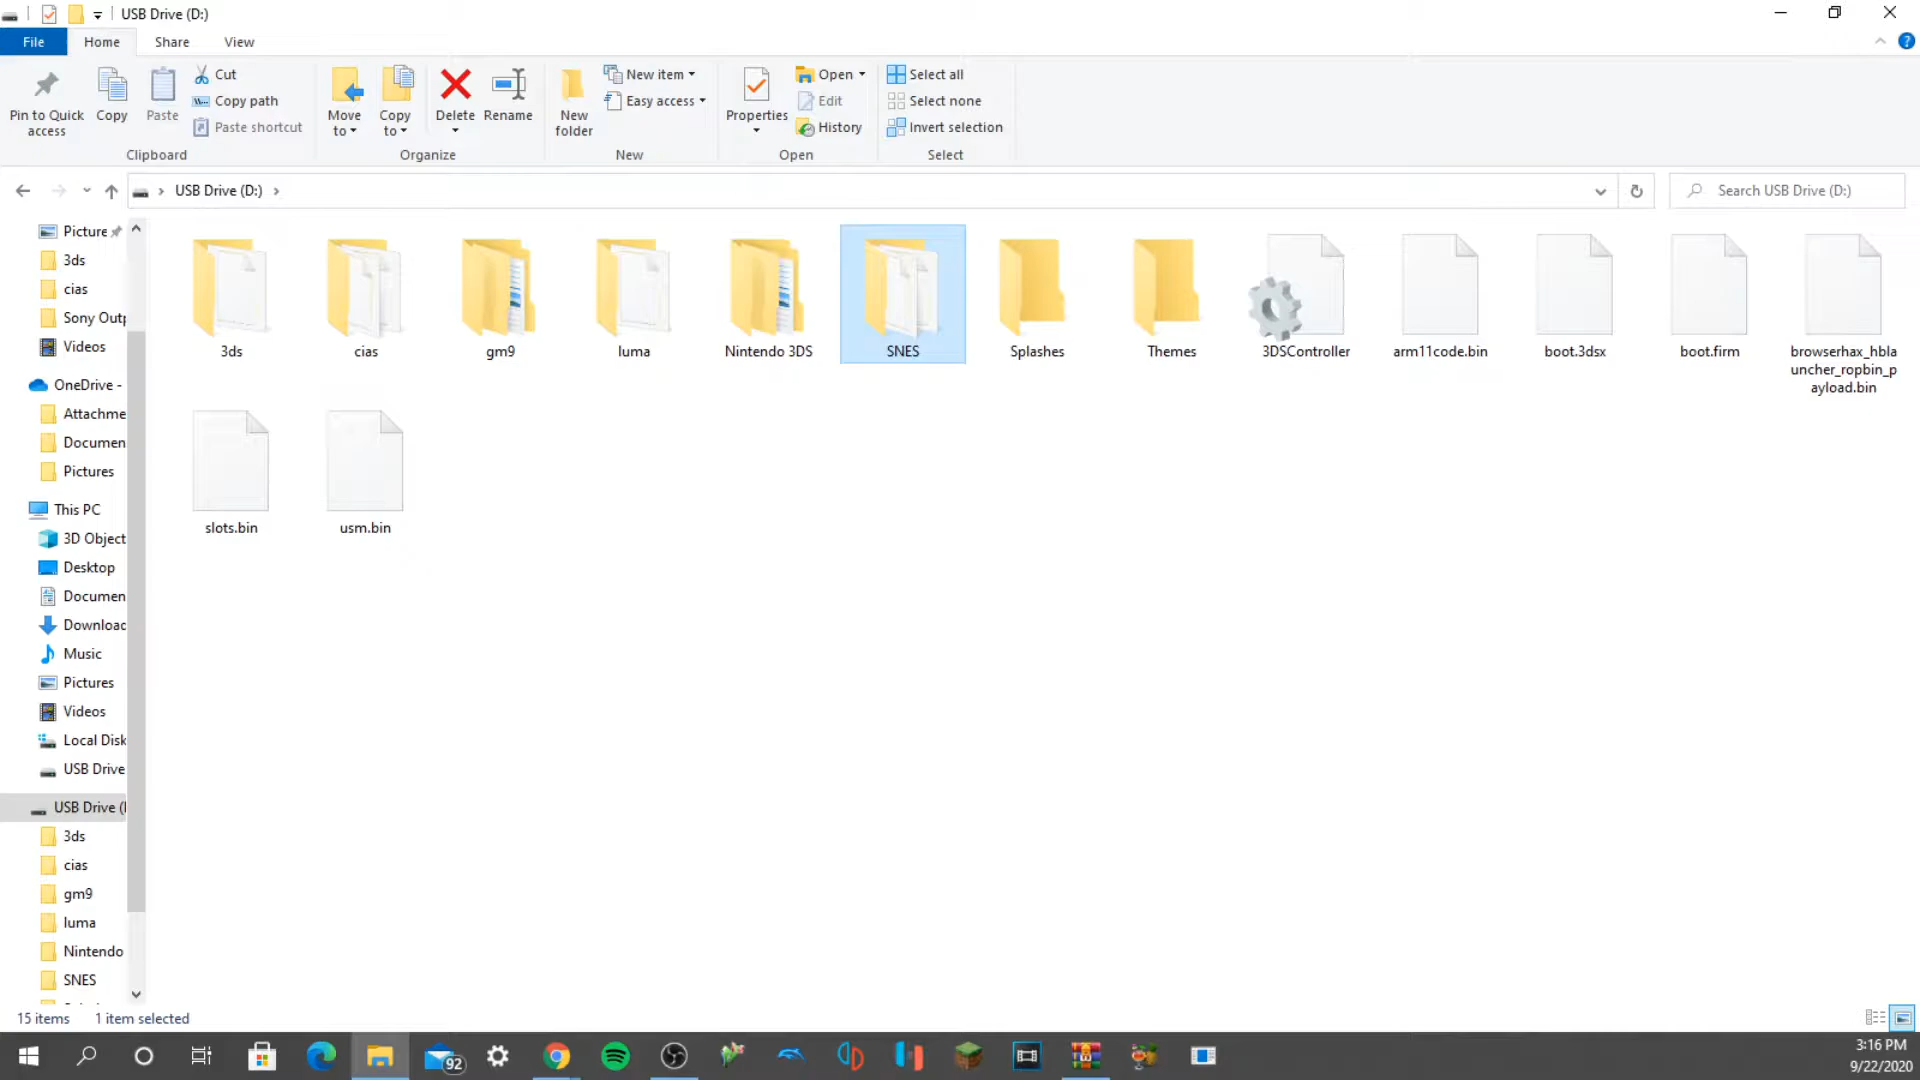 USB Drive (D:)
File Home Share View
Pin to Quick access
Copy
Paste
Cut
Copy path
Paste shortcut
Clipboard
Move to
Copy to
Delete
Rename
Organize
New folder
New item
Easy access
New
Properties
Open
Edit
History
Open
Select all
Select none
Invert selection
Select
USB Drive (D:)
Search USB Drive (D:)
Picture
3ds
cias
Sony Outp
Videos
OneDrive -
Attachme
Documen
Pictures
This PC
3D Object
Desktop
Documen
Downloac
Music
Pictures
Videos
Local Disk
USB Drive
USB Drive (
3ds
cias
gm9
luma
Nintendo
SNES
3ds
cias
gm9
luma
Nintendo 3DS
SNES
Splashes
Themes
3DSController
arm11code.bin
boot.3dsx
boot.firm
browserhax_hbla
uncher_ropbin_p
ayload.bin
slots.bin
usm.bin
15 items 1 item selected
92
3:16 PM
9/22/2020